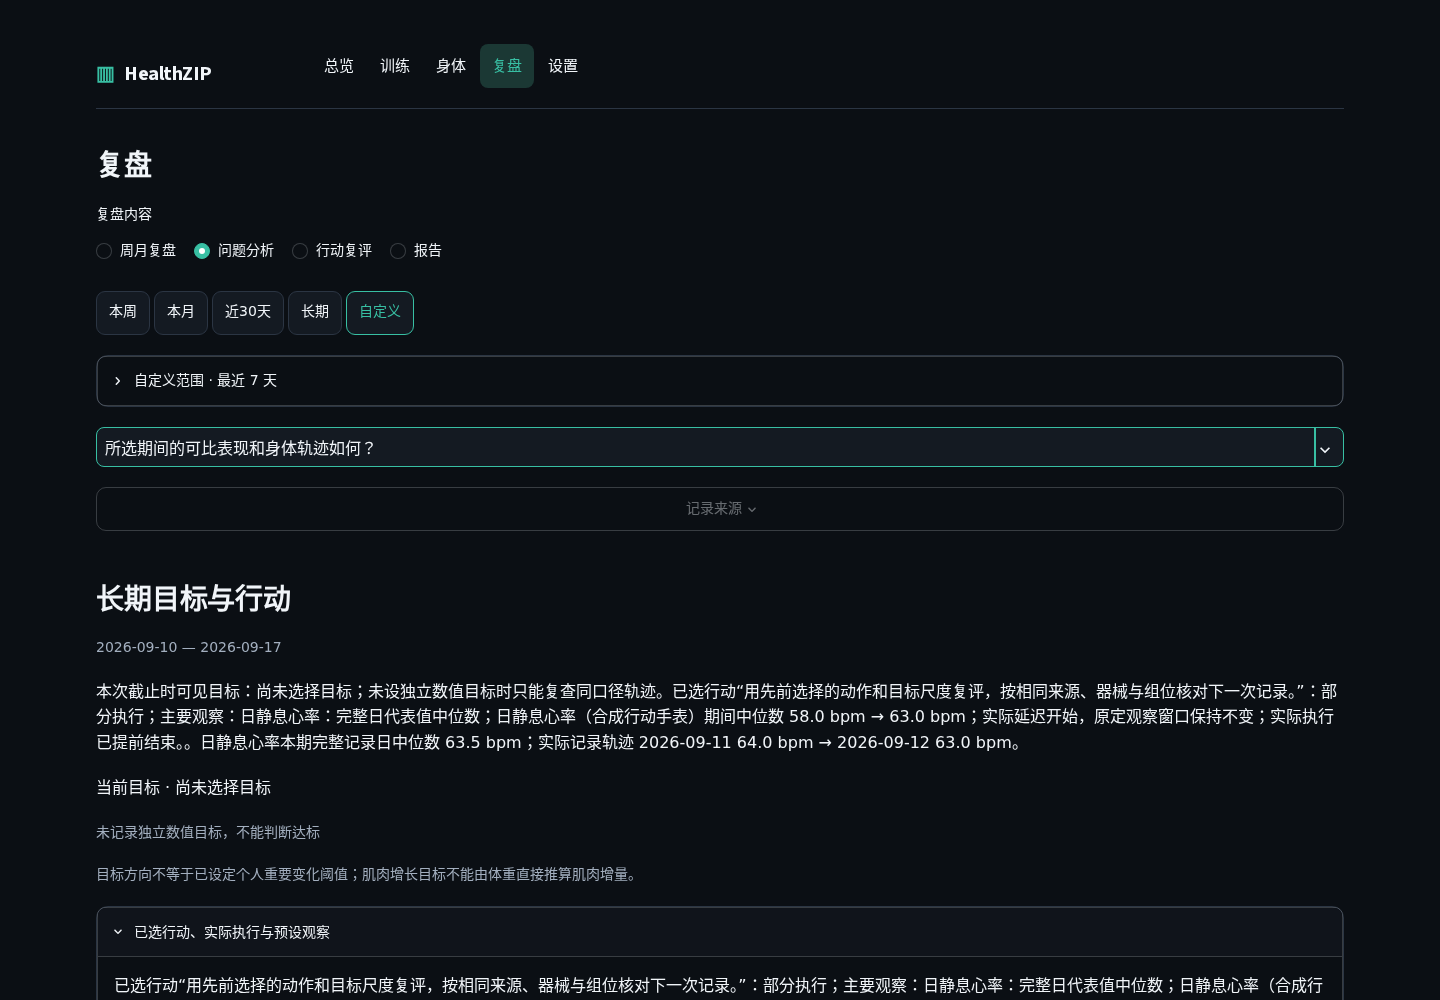 HealthZIP
总览 训练 身体 复盘 设置
复盘
复盘内容
周月复盘 问题分析 行动复评 报告
本周 本月 近30天 长期 自定义
自定义范围 · 最近 7 天
所选期间的可比表现和身体轨迹如何？
记录来源
长期目标与行动
2026-09-10 — 2026-09-17
本次截止时可见目标：尚未选择目标；未设独立数值目标时只能复查同口径轨迹。已选行动“用先前选择的动作和目标尺度复评，按相同来源、器械与组位核对下一次记录。”：部
分执行；主要观察：日静息心率：完整日代表值中位数；日静息心率（合成行动手表）期间中位数 58.0 bpm → 63.0 bpm；实际延迟开始，原定观察窗口保持不变；实际执行
已提前结束。。日静息心率本期完整记录日中位数 63.5 bpm；实际记录轨迹 2026-09-11 64.0 bpm → 2026-09-12 63.0 bpm。
当前目标 · 尚未选择目标
未记录独立数值目标，不能判断达标
目标方向不等于已设定个人重要变化阈值；肌肉增长目标不能由体重直接推算肌肉增量。
已选行动、实际执行与预设观察
已选行动“用先前选择的动作和目标尺度复评，按相同来源、器械与组位核对下一次记录。”：部分执行；主要观察：日静息心率：完整日代表值中位数；日静息心率（合成行